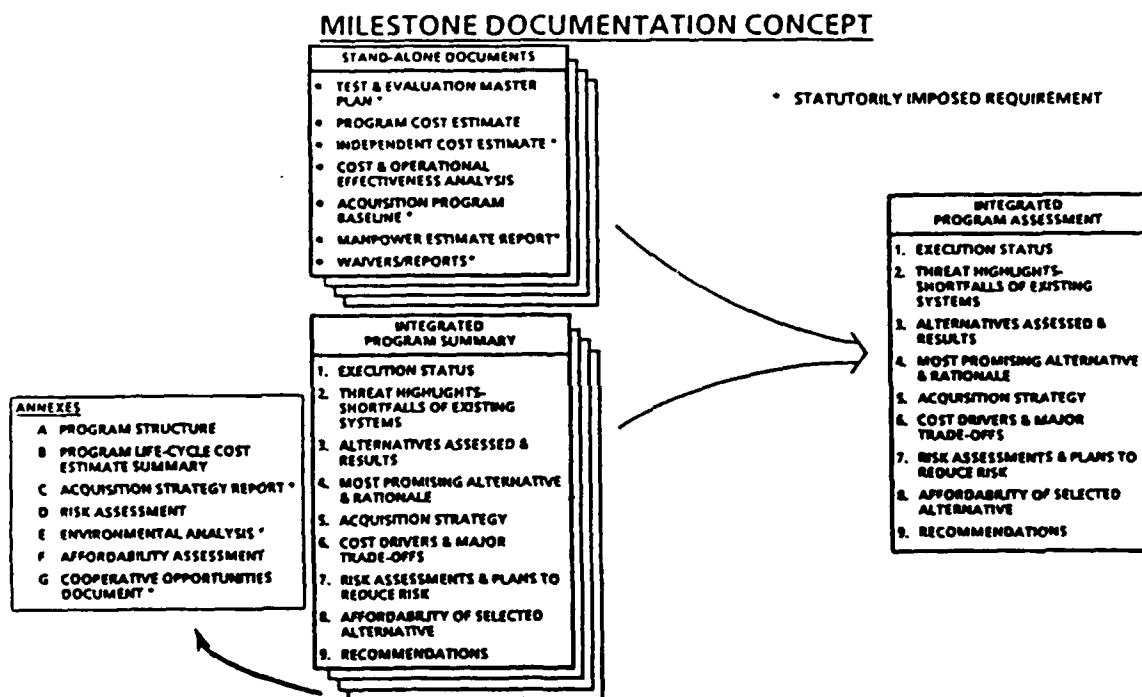 MILESTONE DOCUMENTATION CONCEPT
STAND-ALONE DOCUMENTS
• TEST & EVALUATION MASTER
PLAN *
• PROGRAM COST ESTIMATE
• INDEPENDENT COST ESTIMATE *
• COST & OPERATIONAL
EFFECTIVENESS ANALYSIS
• ACQUISITION PROGRAM
BASELINE *
• MANPOWER ESTIMATE REPORT*
• WAIVERS/REPORTS*
* STATUTORILY IMPOSED REQUIREMENT
INTEGRATED
PROGRAM SUMMARY
1. EXECUTION STATUS
2. THREAT HIGHLIGHTS-
SHORTFALLS OF EXISTING
SYSTEMS
3. ALTERNATIVES ASSESSED &
RESULTS
4. MOST PROMISING ALTERNATIVE
& RATIONALE
5. ACQUISITION STRATEGY
6. COST DRIVERS & MAJOR
TRADE-OFFS
7. RISK ASSESSMENTS & PLANS TO
REDUCE RISK
8. AFFORDABILITY OF SELECTED
ALTERNATIVE
9. RECOMMENDATIONS
ANNEXES
A PROGRAM STRUCTURE
B PROGRAM LIFE-CYCLE COST
ESTIMATE SUMMARY
C ACQUISITION STRATEGY REPORT *
D RISK ASSESSMENT
E ENVIRONMENTAL ANALYSIS *
F AFFORDABILITY ASSESSMENT
G COOPERATIVE OPPORTUNITIES
DOCUMENT *
INTEGRATED
PROGRAM ASSESSMENT
1. EXECUTION STATUS
2. THREAT HIGHLIGHTS-
SHORTFALLS OF EXISTING
SYSTEMS
3. ALTERNATIVES ASSESSED &
RESULTS
4. MOST PROMISING ALTERNATIVE
& RATIONALE
5. ACQUISITION STRATEGY
6. COST DRIVERS & MAJOR
TRADE-OFFS
7. RISK ASSESSMENTS & PLANS TO
REDUCE RISK
8. AFFORDABILITY OF SELECTED
ALTERNATIVE
9. RECOMMENDATIONS